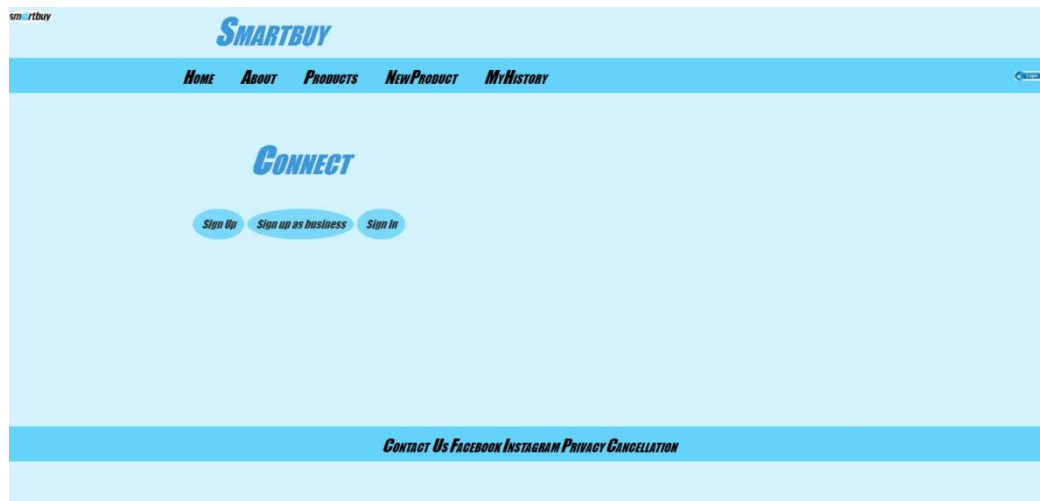 smartbuy
SMARTBUY
HOME ABOUT PRODUCTS NEWPRODUCT MYHISTORY
Login
CONNECT
Sign Up Sign up as business Sign In
CONTACT US FACEBOOK INSTAGRAM PRIVACY CANCELLATION